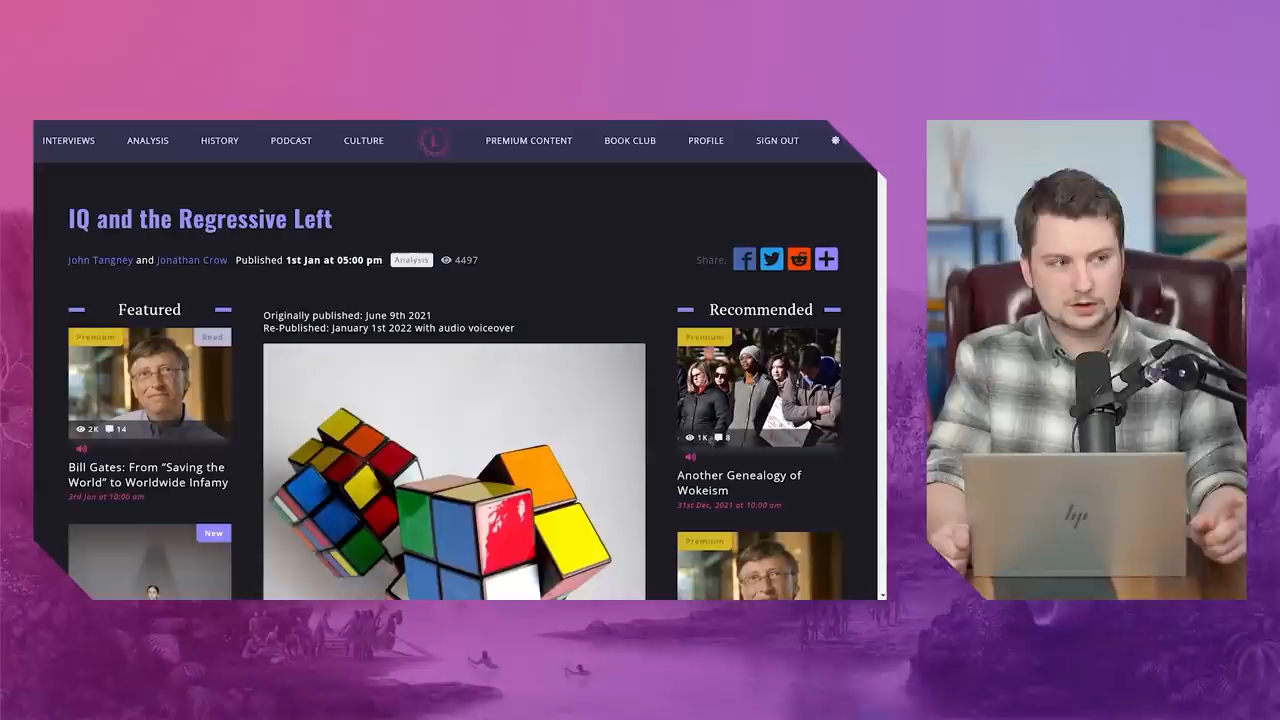 INTERVIEWS ANALYSIS HISTORY PODCAST CULTURE L PREMIUM CONTENT BOOK CLUB PROFILE SIGN OUT
IQ and the Regressive Left
John Tangney and Jonathan Crow Published 1st Jan at 05:00 pm Analysis 4497
Share:
Featured
Premium
Read
2K 14
Bill Gates: From “Saving the
World” to Worldwide Infamy
3rd Jan at 10:00 am
New
Originally published: June 9th 2021
Re-Published: January 1st 2022 with audio voiceover
Recommended
Premium
1K 8
Another Genealogy of
Wokeism
31st Dec, 2021 at 10:00 am
Premium
hp